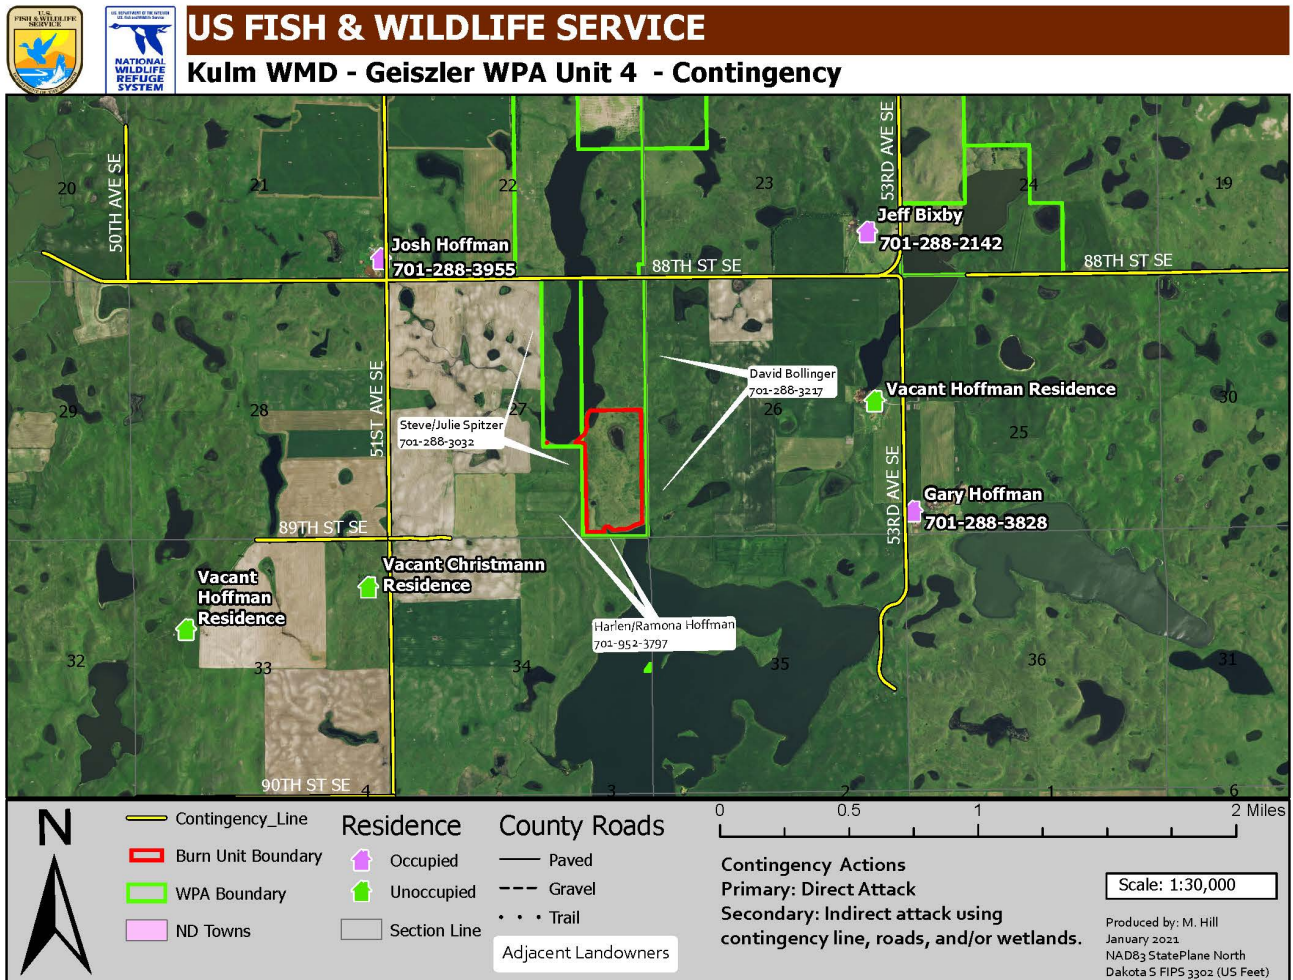 U.S.
FISH & WILDLIFE
SERVICE
U.S. DEPARTMENT OF THE INTERIOR
NATIONAL
WILDLIFE
REFUGE
SYSTEM
US FISH & WILDLIFE SERVICE
Kulm WMD - Geiszler WPA Unit 4 - Contingency
50TH AVE SE
53RD AVE SE
20
21
22
23
24
19
Jeff Bixby
701-288-2142
Josh Hoffman
701-288-3955
88TH ST SE
88TH ST SE
51ST AVE SE
David Bollinger
701-288-3217
Vacant Hoffman Residence
29
28
27
26
25
30
Steve/Julie Spitzer
701-288-3032
53RD AVE SE
Gary Hoffman
701-288-3828
89TH ST SE
Vacant Christmann
Residence
Vacant
Hoffman
Residence
Harlen/Ramona Hoffman
701-952-3797
32
33
34
35
36
31
90TH ST SE
4
3
2
1
6
N
Contingency_Line
Burn Unit Boundary
WPA Boundary
ND Towns
Residence
Occupied
Unoccupied
Section Line
County Roads
Paved
Gravel
Trail
Adjacent Landowners
0 0.5 1 2 Miles
Contingency Actions
Primary: Direct Attack
Secondary: Indirect attack using
contingency line, roads, and/or wetlands.
Scale: 1:30,000
Produced by: M. Hill
January 2021
NAD83 StatePlane North
Dakota S FIPS 3302 (US Feet)